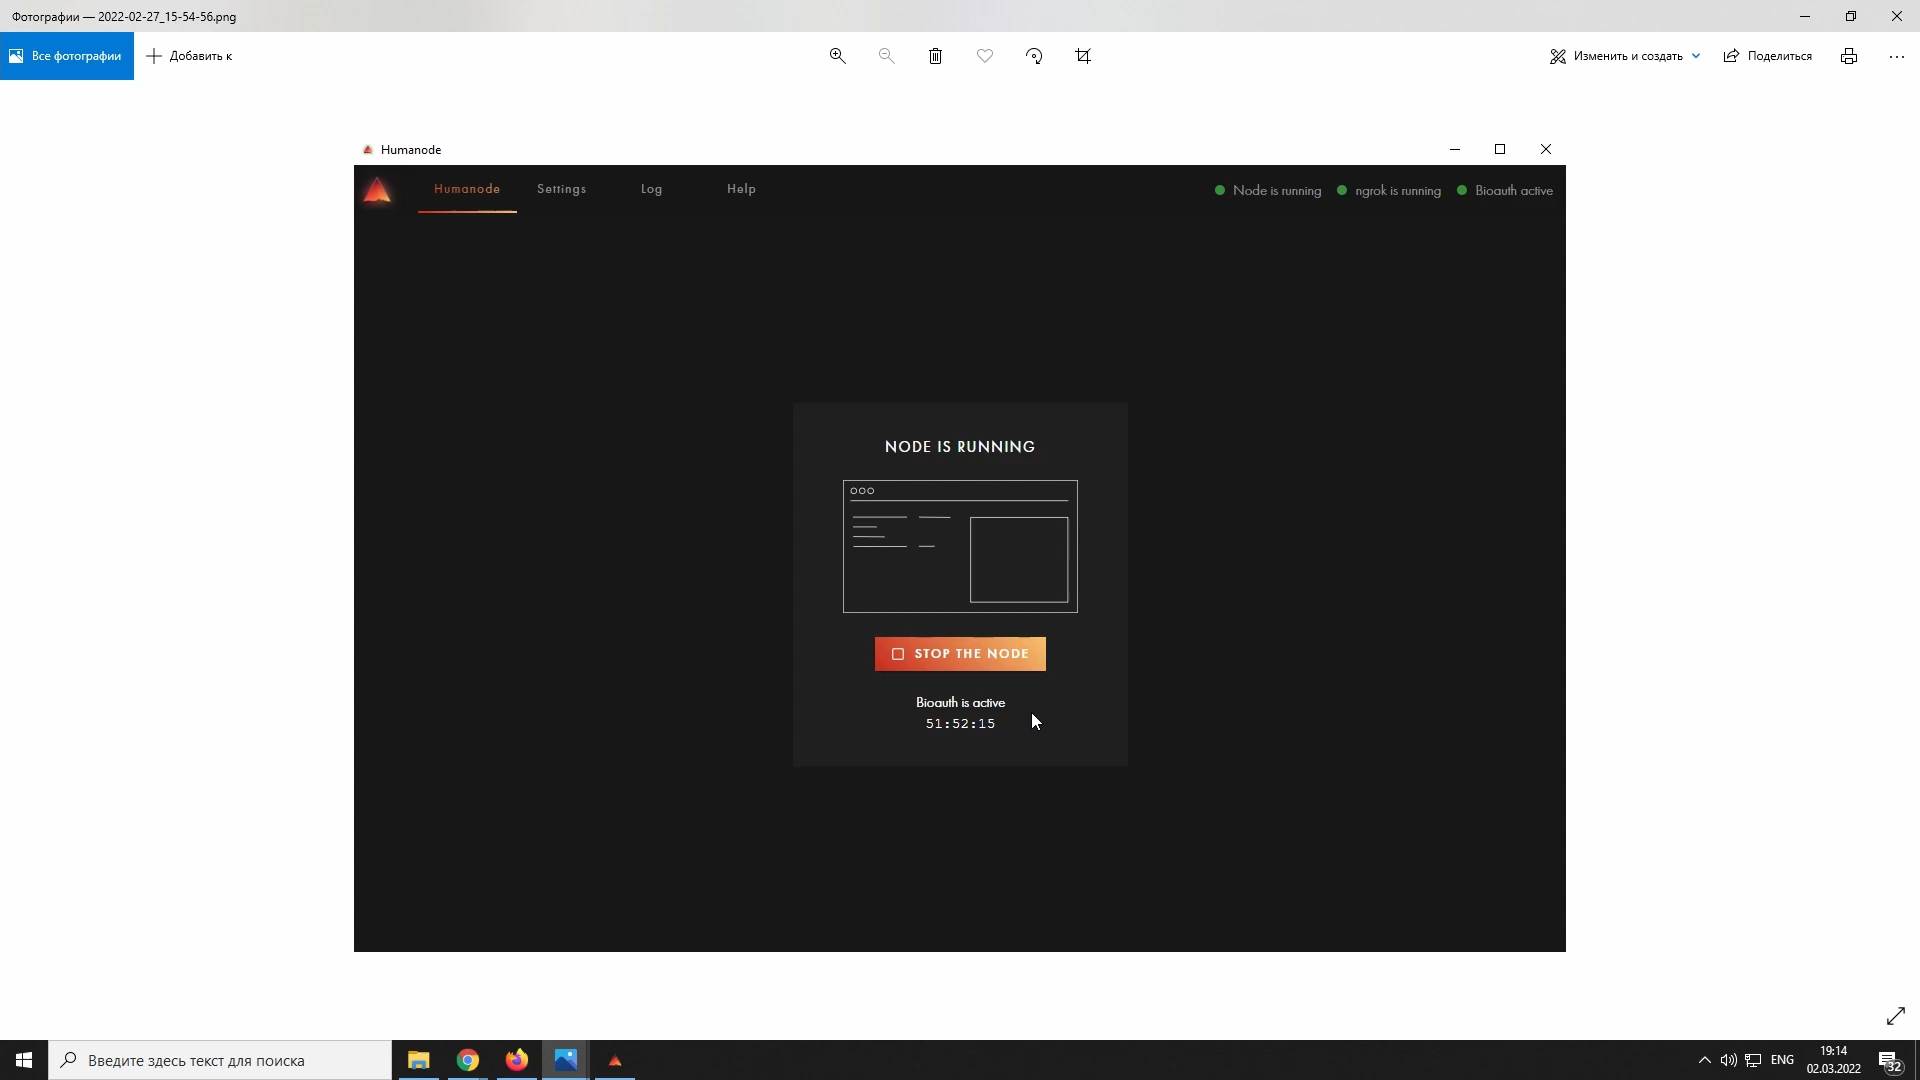 Фотографии — 2022-02-27_15-54-56.png
Все фотографии
Добавить к
Изменить и создать
Поделиться
Humanode
Humanode
Settings
Log
Help
Node is running
ngrok is running
Bioauth active
NODE IS RUNNING
STOP THE NODE
Bioauth is active
51:52:15
Введите здесь текст для поиска
ENG
19:14
02.03.2022
32